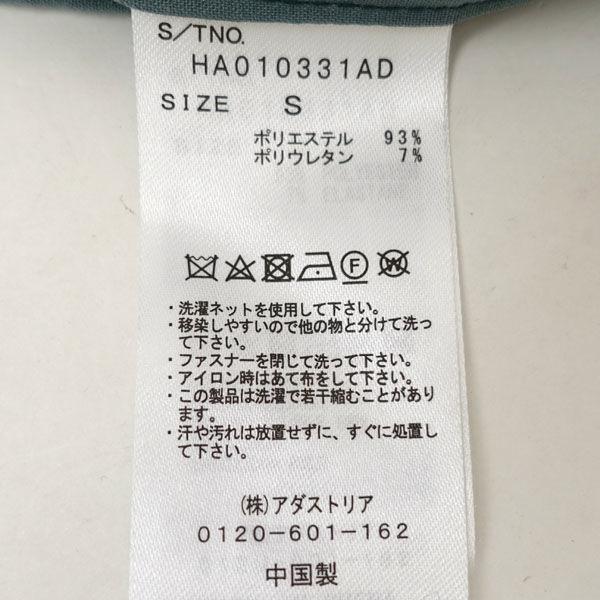 S/TNO.
HA010331AD
SIZE S
ポリエステル 93%
ポリウレタン 7%
F W
・洗濯ネットを使用して下さい。
・移染しやすいので他の物と分けて洗っ
て下さい。
・ファスナーを閉じて洗って下さい。
・アイロン時はあて布をして下さい。
・この製品は洗濯で若干縮むことがあり
ます。
・汗や汚れは放置せずに、すぐに処置し
て下さい。
(株)アダストリア
0120-601-162
中国製